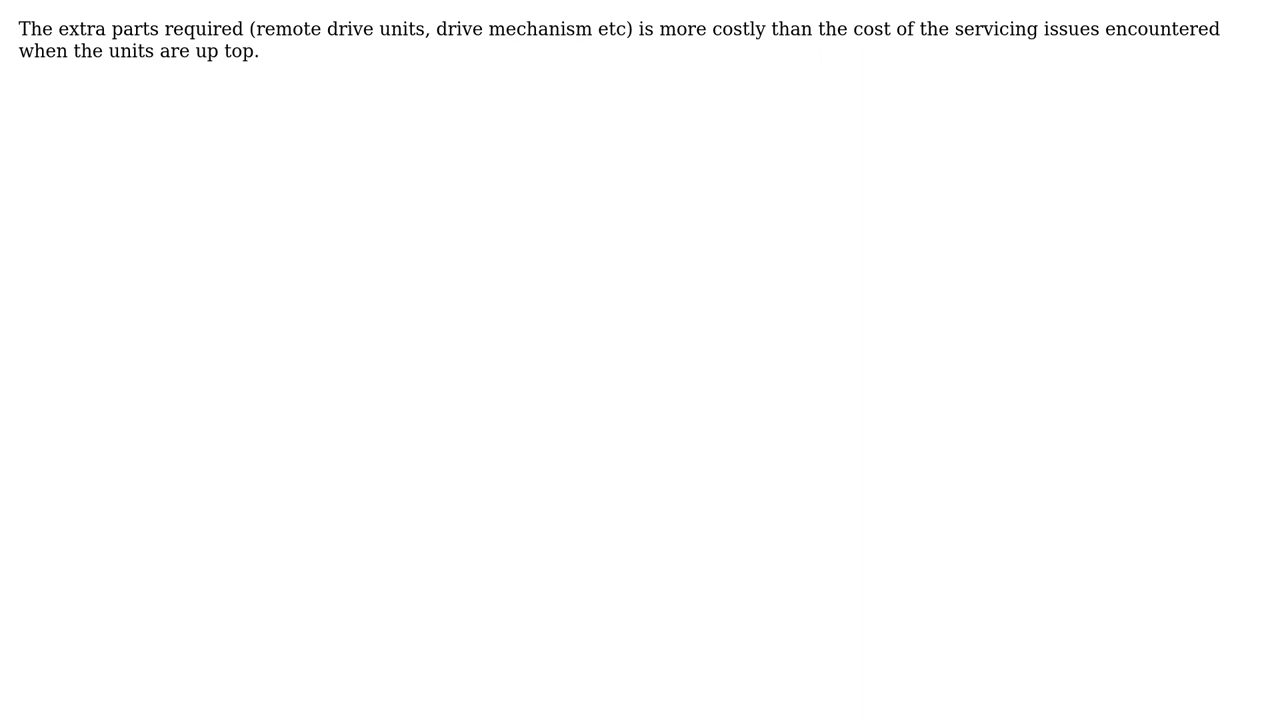 The extra parts required (remote drive units, drive mechanism etc) is more costly than the cost of the servicing issues encountered
when the units are up top.